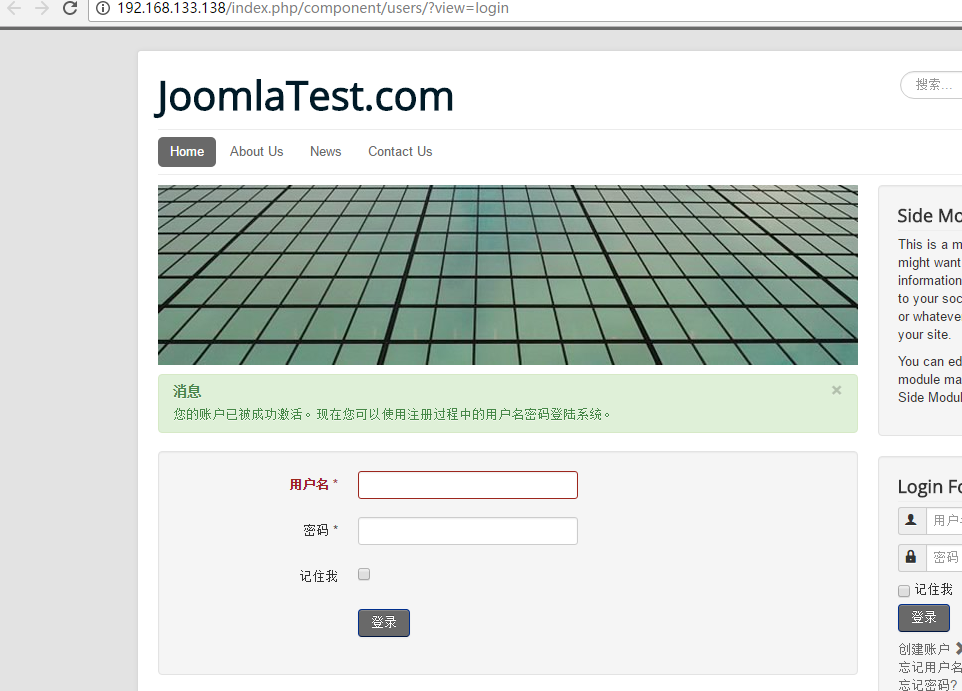 192.168.133.138/index.php/component/users/?view=login
JoomlaTest.com
搜索...
Home About Us News Contact Us
消息
您的账户已被成功激活。现在您可以使用注册过程中的用户名密码登陆系统。
用户名 *
密码 *
记住我
登录
Side Mo
This is a m
might want
information
to your soc
or whatever
your site.
You can ed
module ma
Side Modul
Login Fo
用户
密码
记住我
登录
创建账户
忘记用户名
忘记密码?